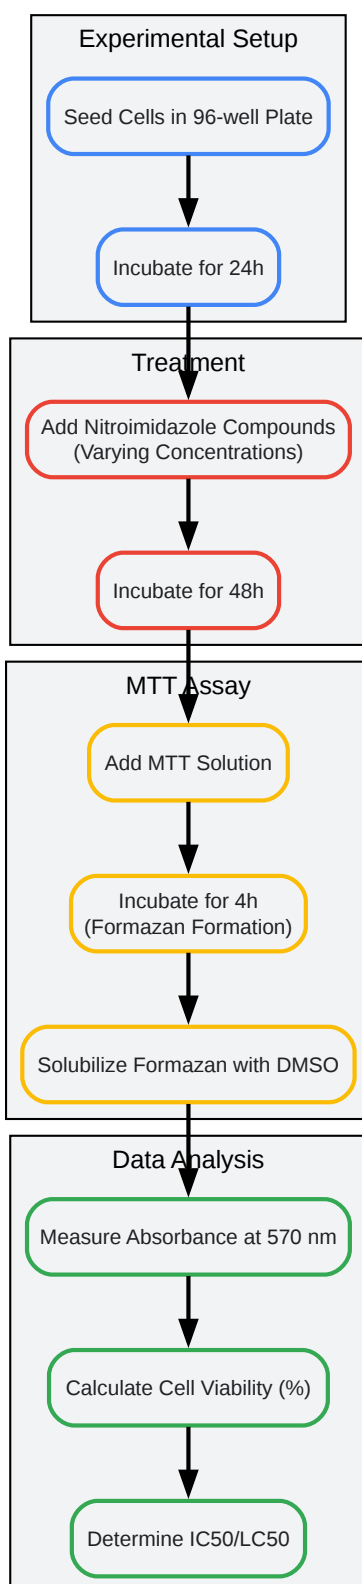 Experimental Setup
Seed Cells in 96-well Plate
Incubate for 24h
Treatment
Add Nitroimidazole Compounds
(Varying Concentrations)
Incubate for 48h
MTT Assay
Add MTT Solution
Incubate for 4h
(Formazan Formation)
Solubilize Formazan with DMSO
Data Analysis
Measure Absorbance at 570 nm
Calculate Cell Viability (%)
Determine IC50/LC50